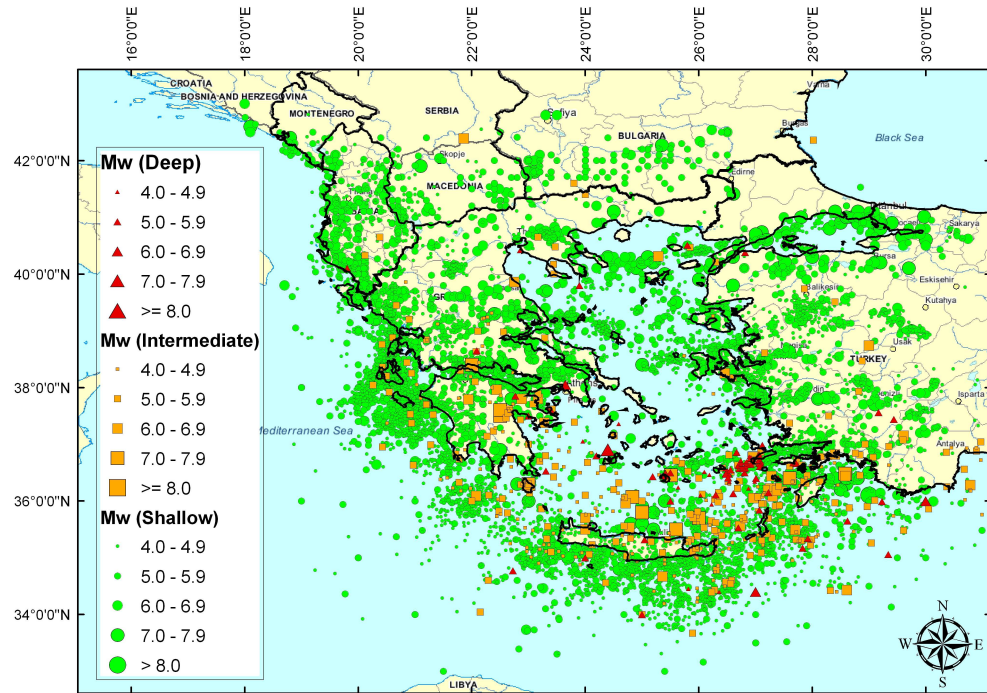 16°0'0"E
18°0'0"E
20°0'0"E
22°0'0"E
24°0'0"E
26°0'0"E
28°0'0"E
30°0'0"E
42°0'0"N
40°0'0"N
38°0'0"N
36°0'0"N
34°0'0"N
CROATIA
BOSNIA AND HERZEGOVINA
MONTENEGRO
SERBIA
BULGARIA
MACEDONIA
TURKEY
LIBYA
Black Sea
Varna
Burgas
Edirne
Skopje
Sakarya
Eskisehir
Kutahya
Usak
Isparta
Antalya
Mw (Deep)
4.0 - 4.9
5.0 - 5.9
6.0 - 6.9
7.0 - 7.9
>= 8.0
Mw (Intermediate)
4.0 - 4.9
5.0 - 5.9
6.0 - 6.9
7.0 - 7.9
>= 8.0
Mw (Shallow)
4.0 - 4.9
5.0 - 5.9
6.0 - 6.9
7.0 - 7.9
> 8.0
N
W
E
S